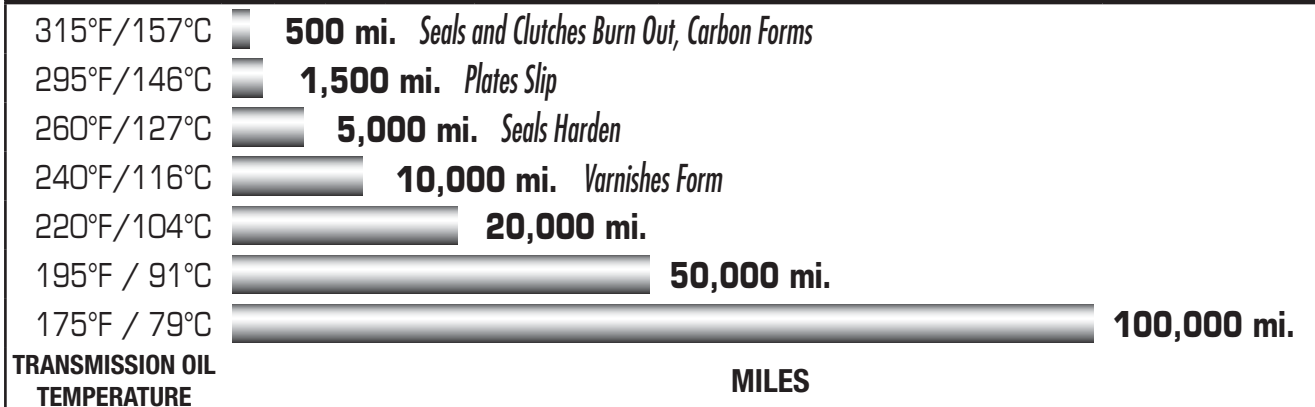 315°F/157°C 500 mi. Seals and Clutches Burn Out, Carbon Forms
295°F/146°C 1,500 mi. Plates Slip
260°F/127°C 5,000 mi. Seals Harden
240°F/116°C 10,000 mi. Varnishes Form
220°F/104°C 20,000 mi.
195°F / 91°C 50,000 mi.
175°F / 79°C 100,000 mi.
TRANSMISSION OIL
TEMPERATURE
MILES